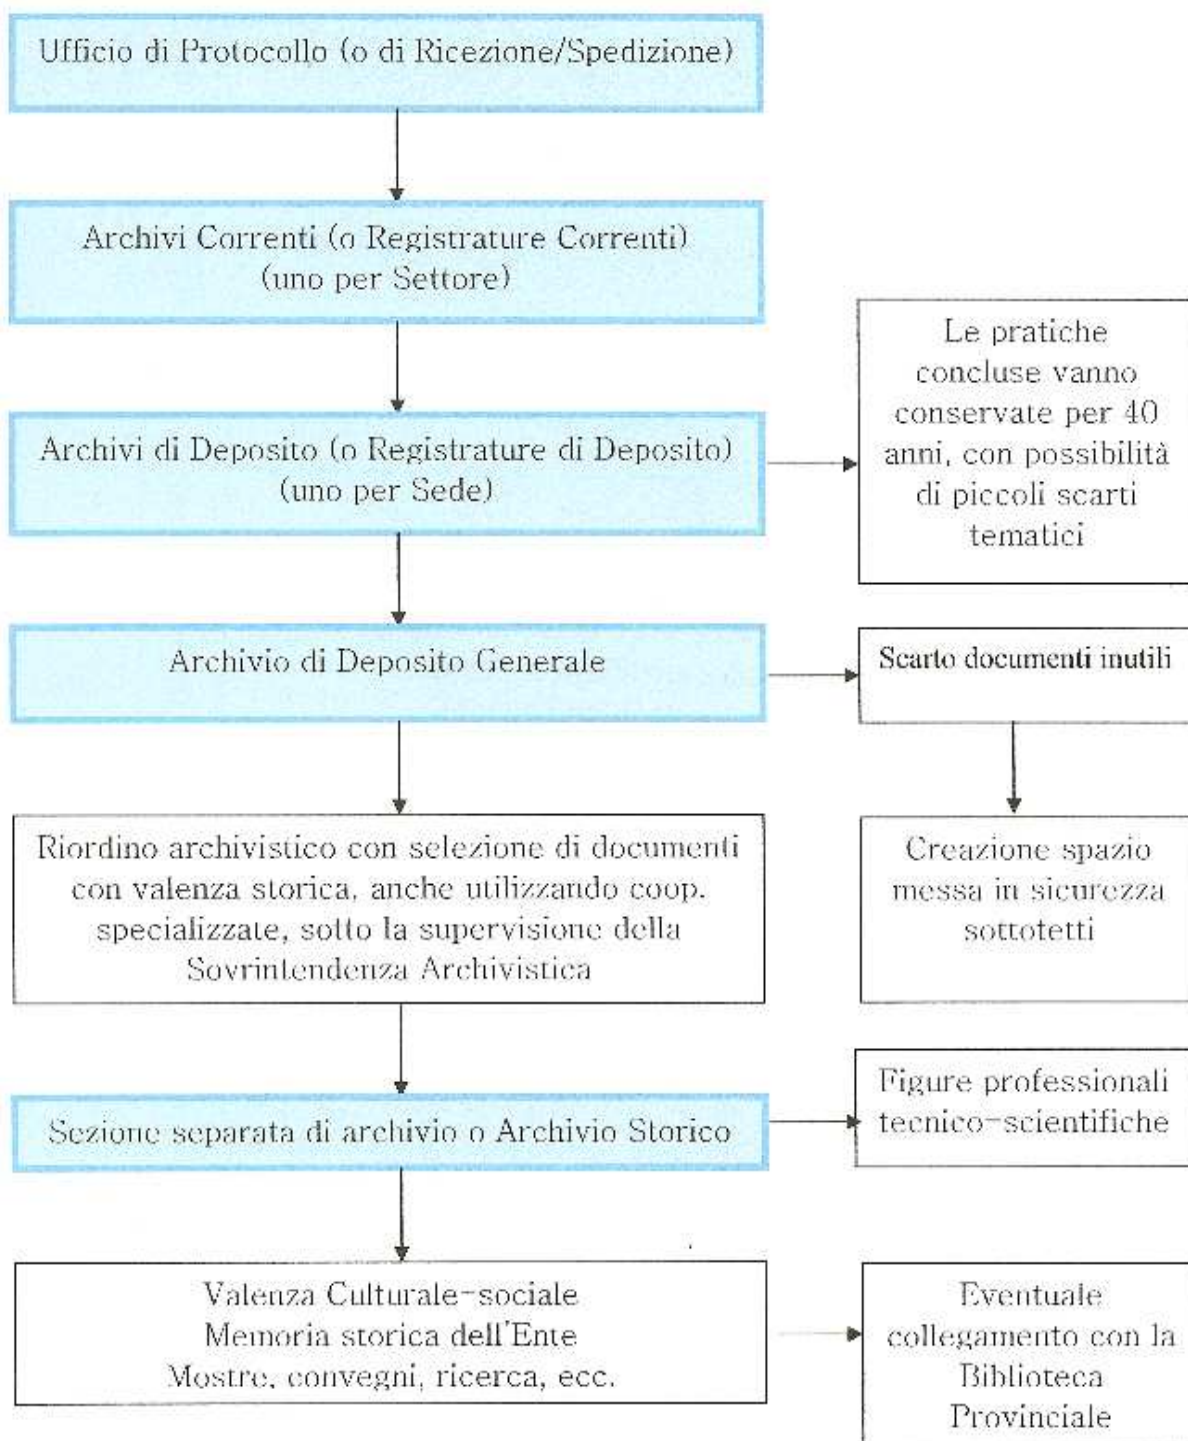 Ufficio di Protocollo (o di Ricezione/Spedizione)
Archivi Correnti (o Registrature Correnti)
(uno per Settore)
Archivi di Deposito (o Registrature di Deposito)
(uno per Sede)
Le pratiche
concluse vanno
conservate per 40
anni, con possibilità
di piccoli scarti
tematici
Archivio di Deposito Generale
Scarto documenti inutili
Riordino archivistico con selezione di documenti
con valenza storica, anche utilizzando coop.
specializzate, sotto la supervisione della
Sovrintendenza Archivistica
Creazione spazio
messa in sicurezza
sottotetti
Sezione separata di archivio o Archivio Storico
Figure professionali
tecnico-scientifiche
Valenza Culturale-sociale
Memoria storica dell'Ente
Mostre, convegni, ricerca, ecc.
Eventuale
collegamento con la
Biblioteca
Provinciale